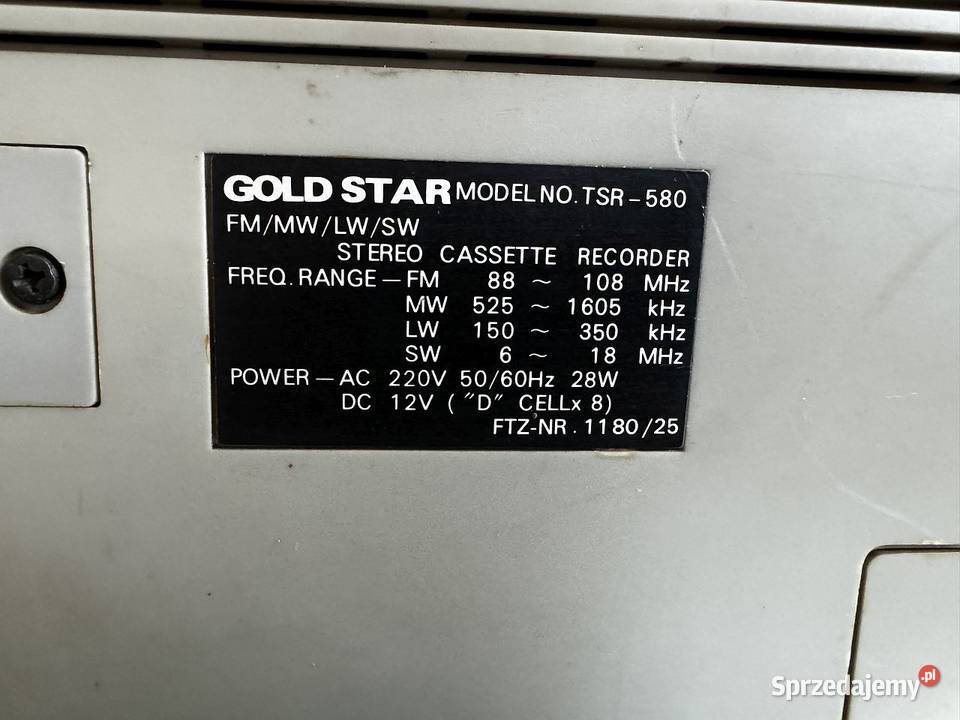 GOLD STAR MODEL NO. TSR-580
FM/MW/LW/SW
STEREO CASSETTE RECORDER
FREQ. RANGE — FM 88 ~ 108 MHz
MW 525 ~ 1605 kHz
LW 150 ~ 350 kHz
SW 6 ~ 18 MHz
POWER — AC 220V 50/60Hz 28W
DC 12V ( "D" CELLx 8)
FTZ-NR. 1180/25
Sprzedajemy.pl